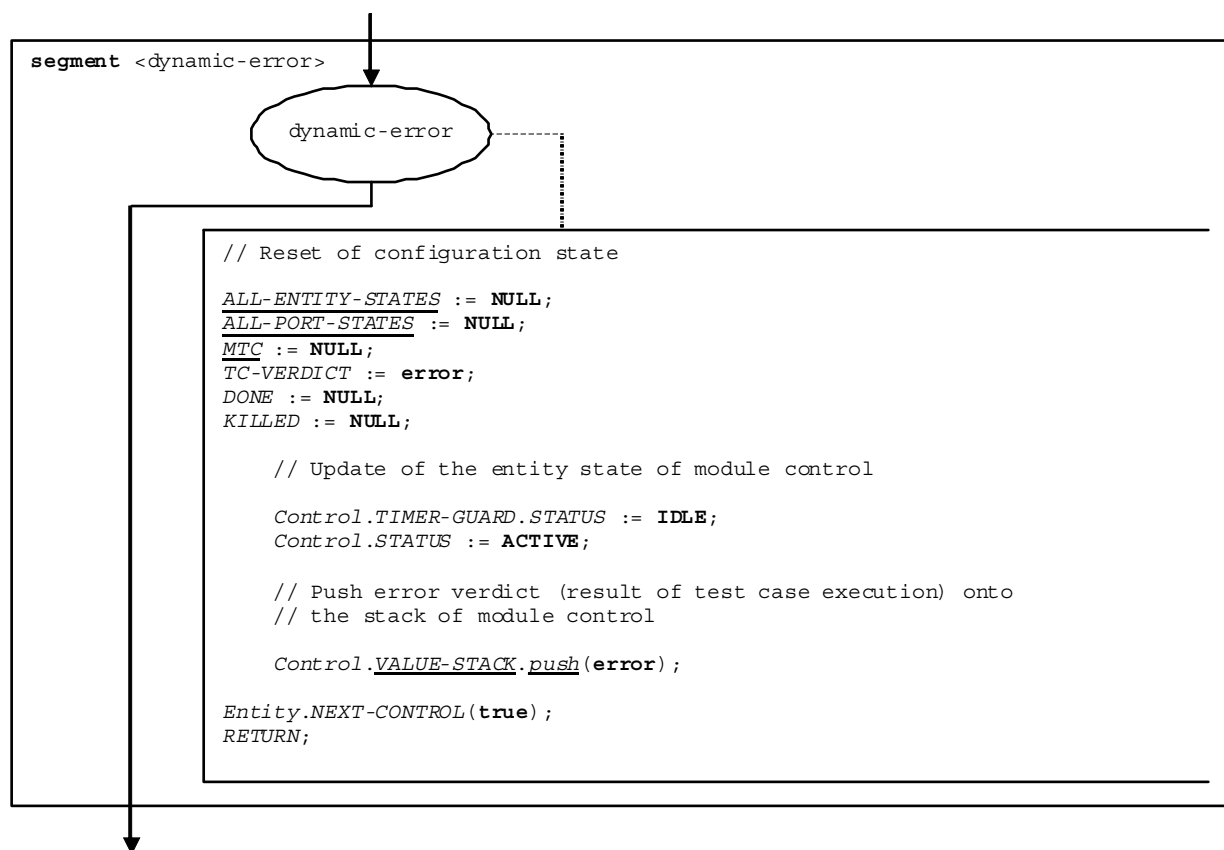 segment <dynamic-error>
dynamic-error
// Reset of configuration state
ALL-ENTITY-STATES := NULL;
ALL-PORT-STATES := NULL;
MTC := NULL;
TC-VERDICT := error;
DONE := NULL;
KILLED := NULL;
// Update of the entity state of module control
Control.TIMER-GUARD.STATUS := IDLE;
Control.STATUS := ACTIVE;
// Push error verdict (result of test case execution) onto
// the stack of module control
Control.VALUE-STACK.push(error);
Entity.NEXT-CONTROL(true);
RETURN;